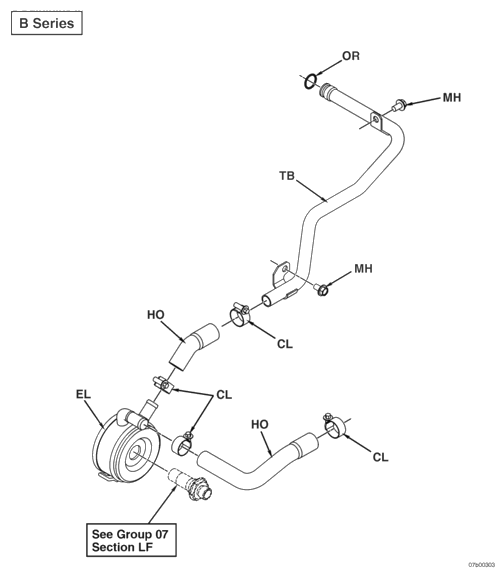 B Series
OR
MH
TB
MH
HO
CL
EL
CL
HO
CL
See Group 07
Section LF
07b00303